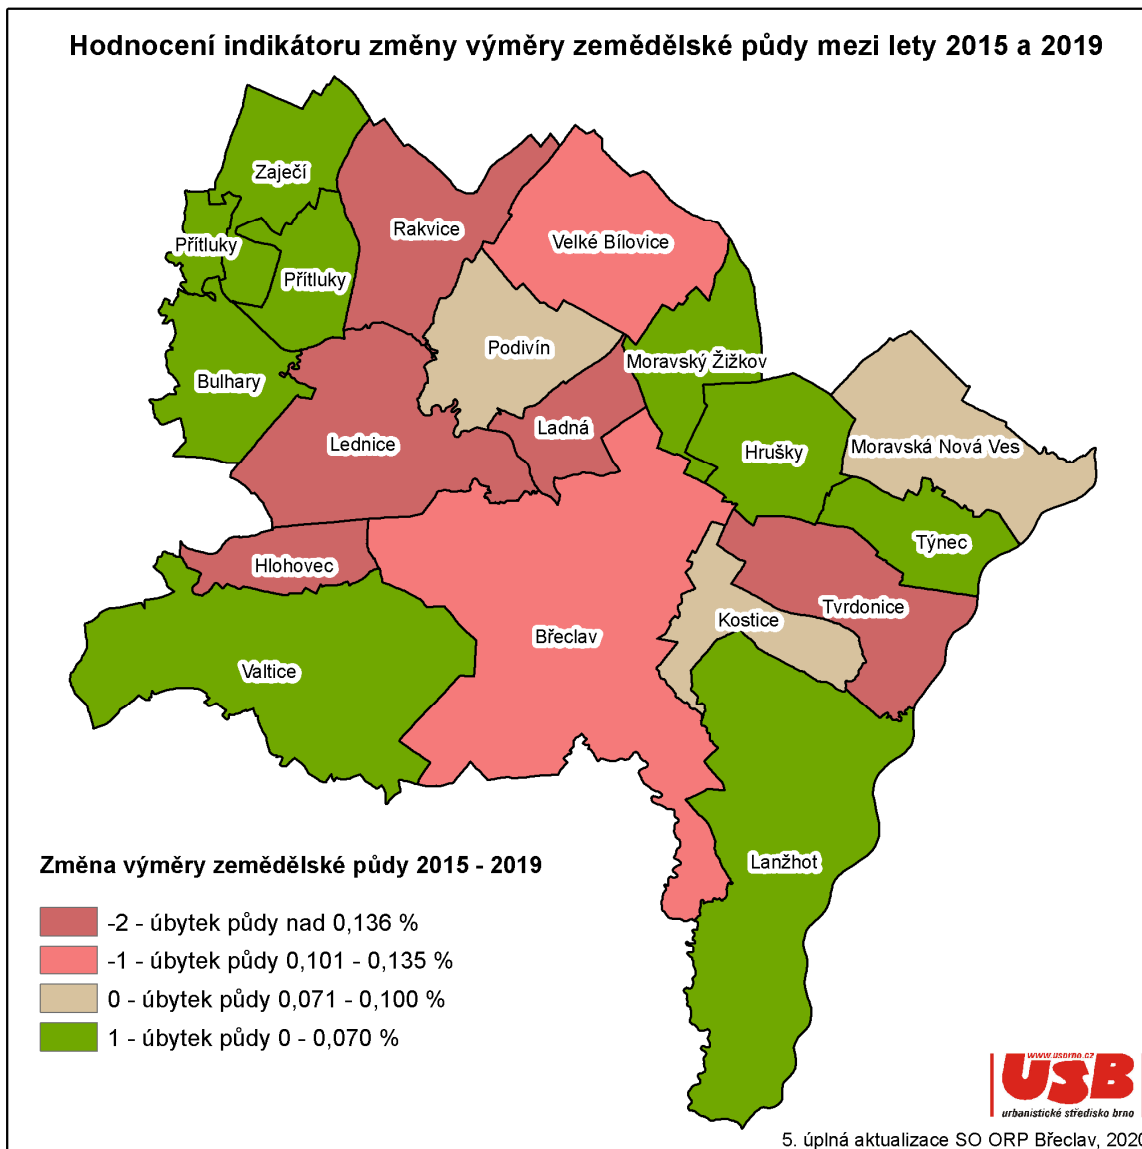 Hodnocení indikátoru změny výměry zemědělské půdy mezi lety 2015 a 2019
Zaječí
Přítluky
Rakvice
Velké Bílovice
Přítluky
Podivín
Moravský Žižkov
Bulhary
Ladná
Lednice
Hrušky
Moravská Nová Ves
Týnec
Hlohovec
Tvrdonice
Kostice
Břeclav
Valtice
Lanžhot
Změna výměry zemědělské půdy 2015 - 2019
-2 - úbytek půdy nad 0,136 %
-1 - úbytek půdy 0,101 - 0,135 %
0 - úbytek půdy 0,071 - 0,100 %
1 - úbytek půdy 0 - 0,070 %
www.usbrno.cz
USB
urbanistické středisko brno
5. úplná aktualizace SO ORP Břeclav, 2020